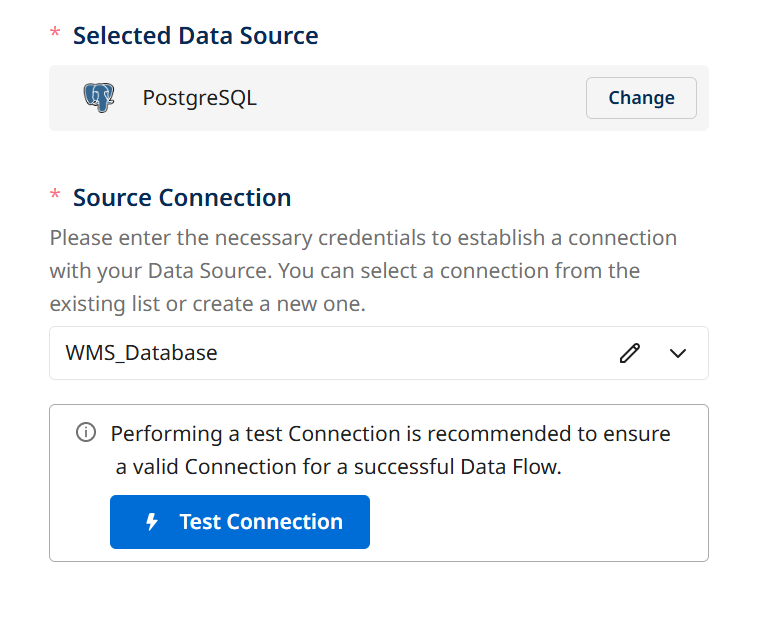 * Selected Data Source
PostgreSQL
Change
* Source Connection
Please enter the necessary credentials to establish a connection
with your Data Source. You can select a connection from the
existing list or create a new one.
WMS_Database
Performing a test Connection is recommended to ensure
a valid Connection for a successful Data Flow.
Test Connection